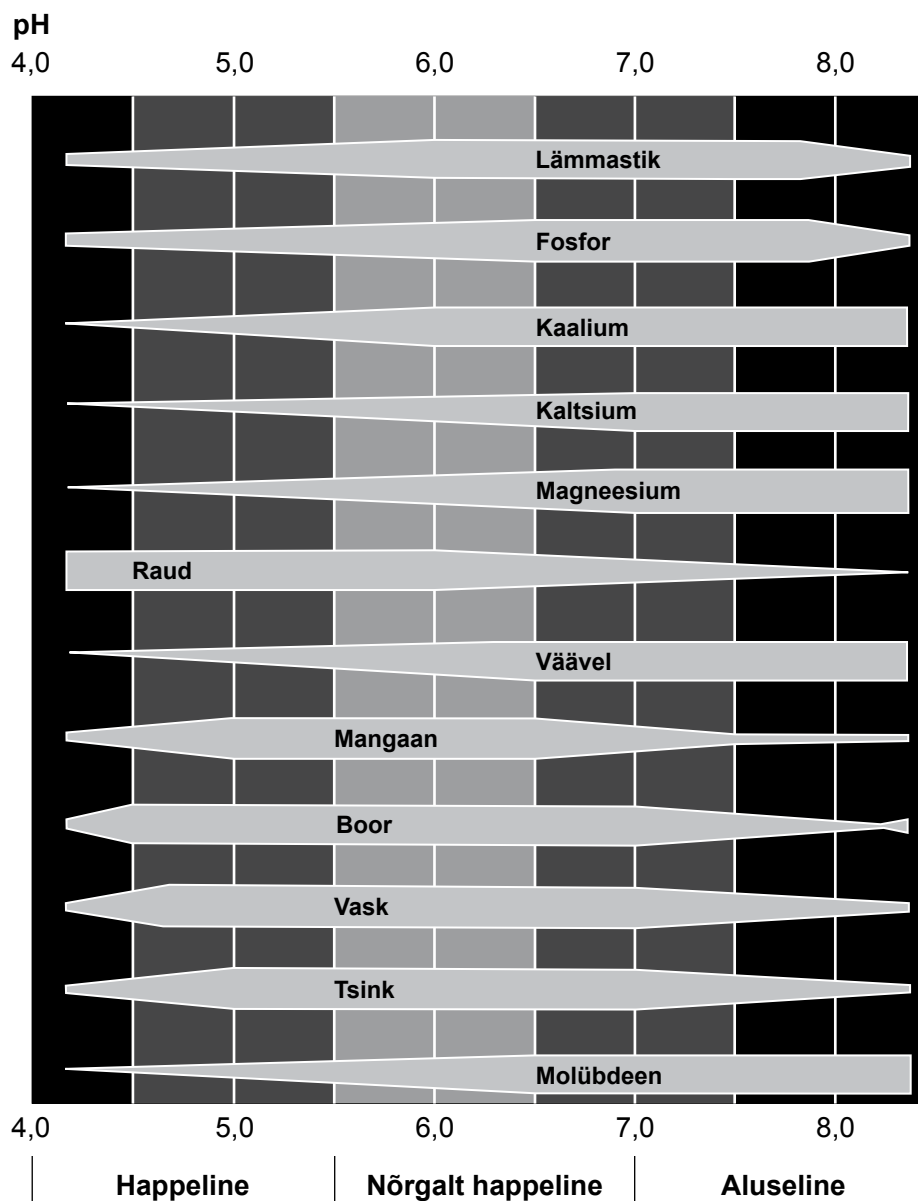 pH
4,0 5,0 6,0 7,0 8,0
Lämmastik
Fosfor
Kaalium
Kaltsium
Magneesium
Raud
Väävel
Mangaan
Boor
Vask
Tsink
Molübdeen
4,0 5,0 6,0 7,0 8,0
Happeline Nõrgalt happeline Aluseline